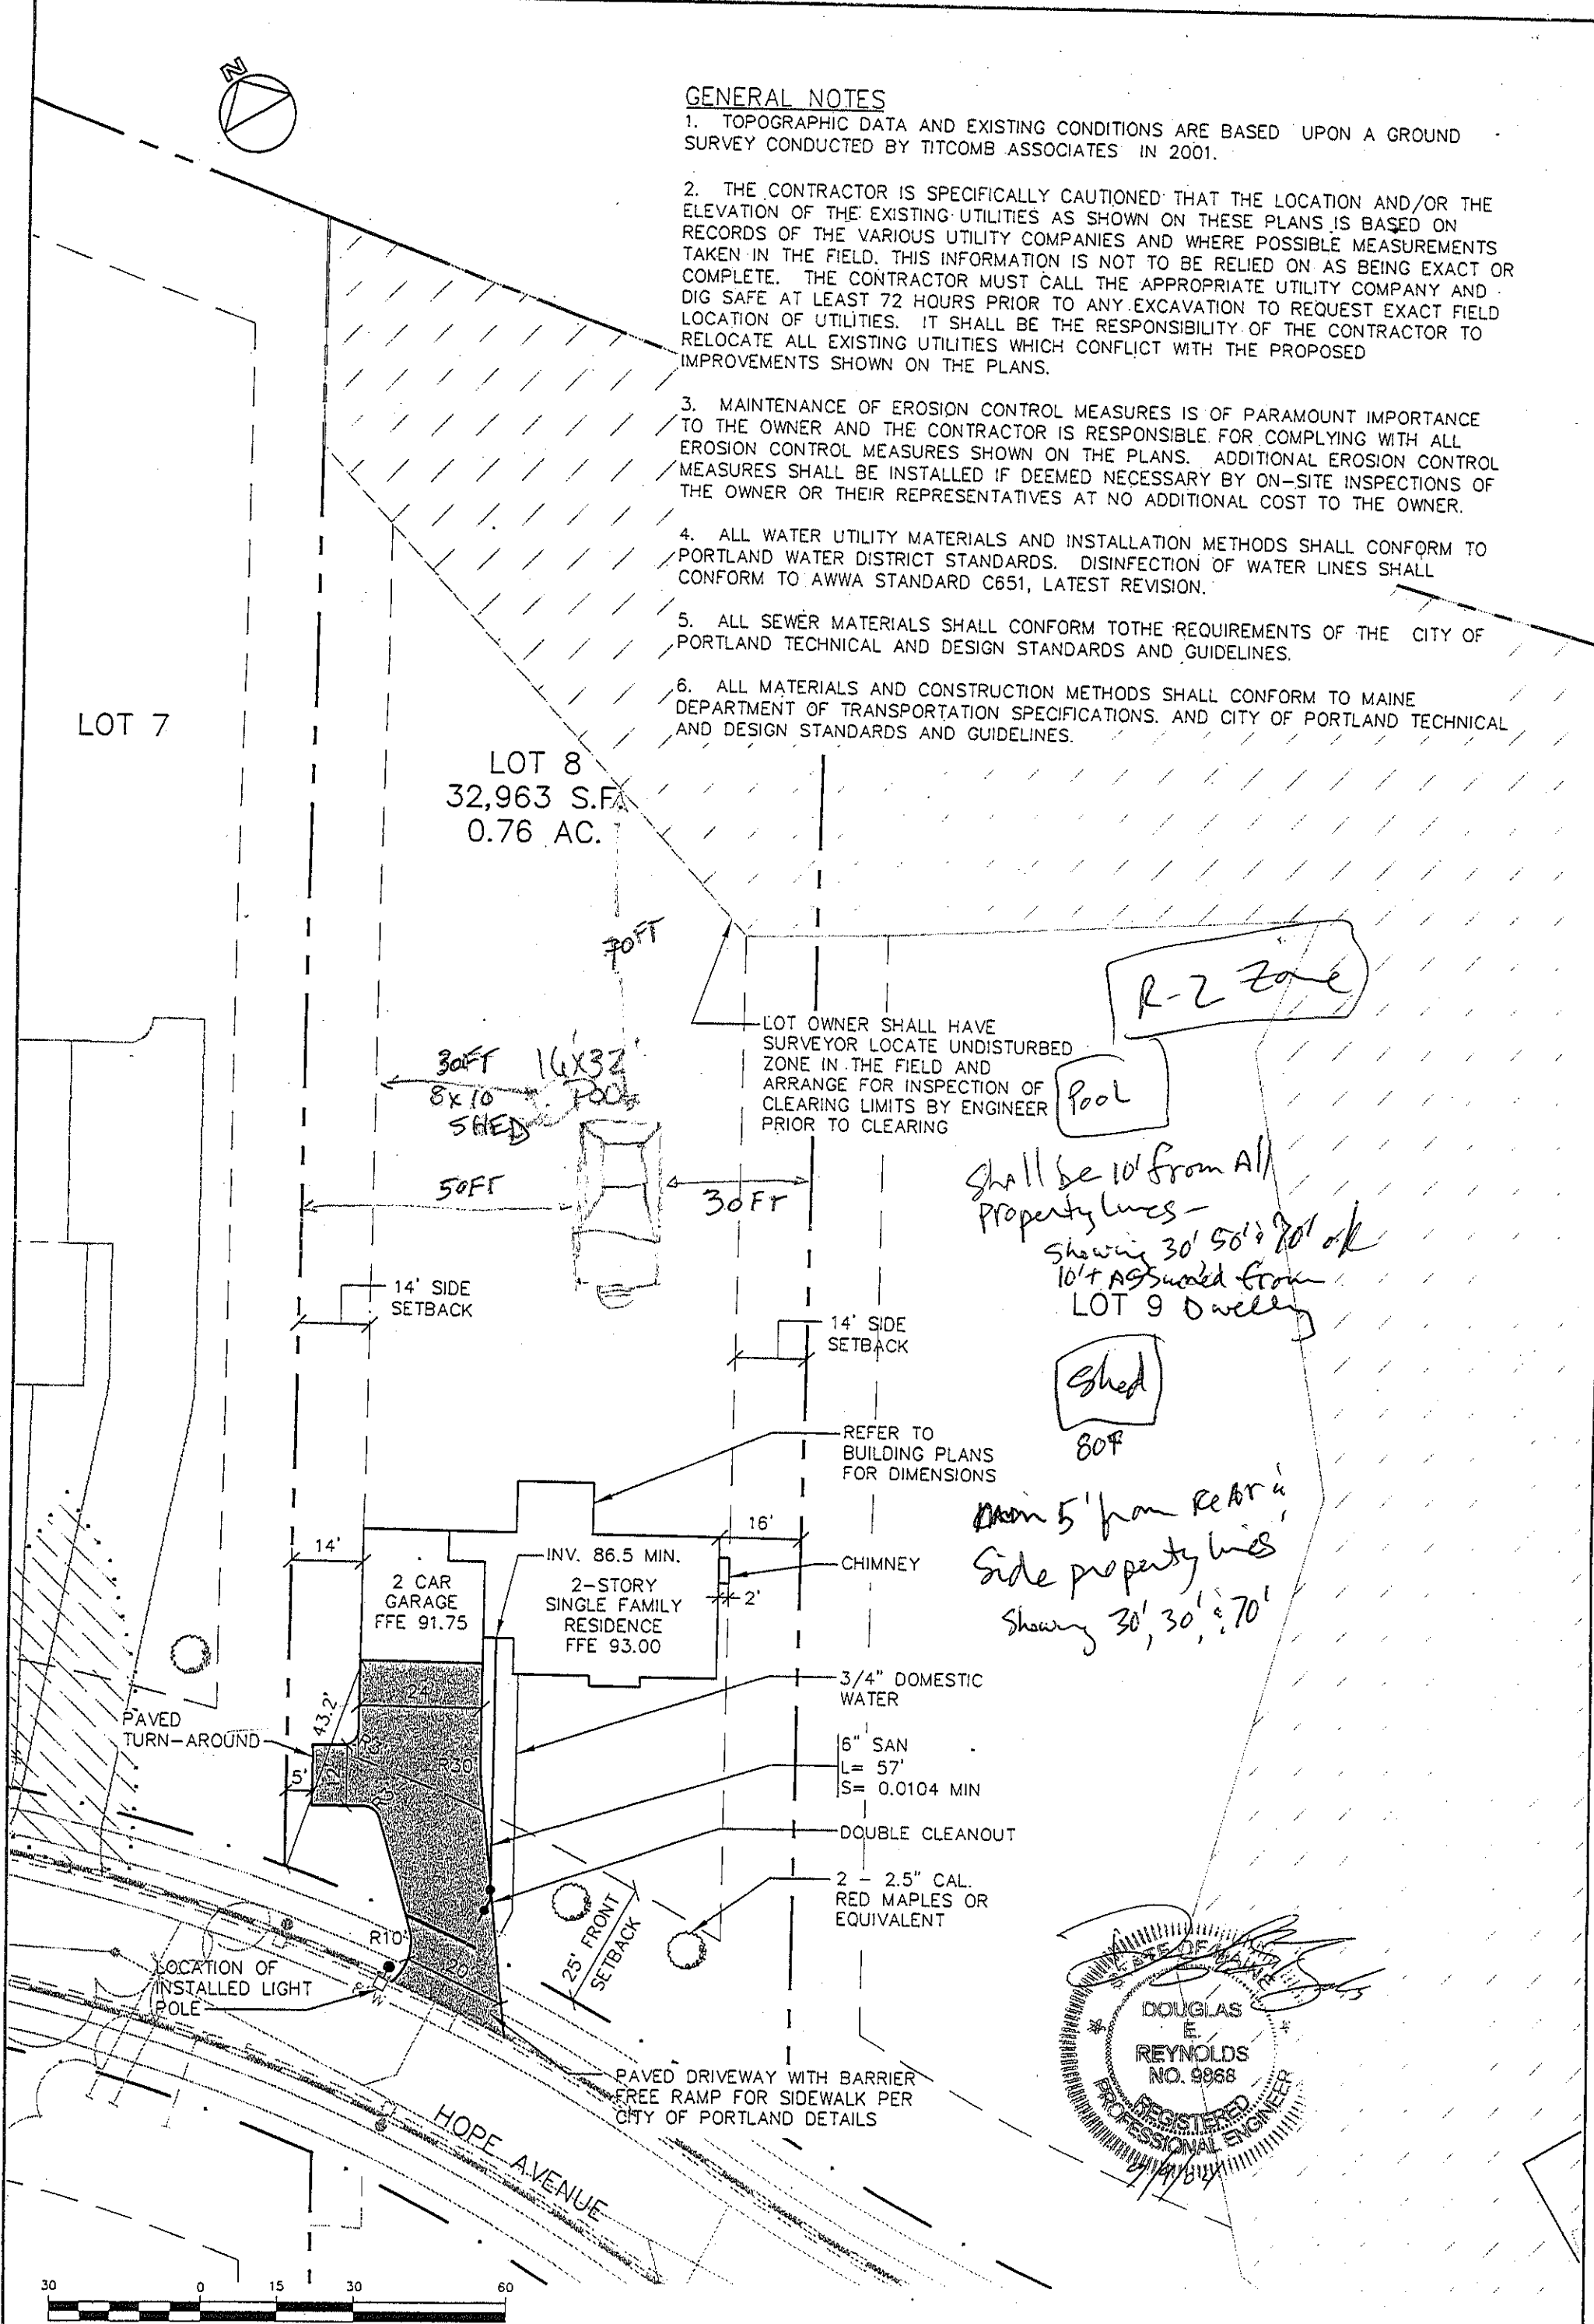 N
GENERAL NOTES
1. TOPOGRAPHIC DATA AND EXISTING CONDITIONS ARE BASED UPON A GROUND
SURVEY CONDUCTED BY TITCOMB ASSOCIATES IN 2001.
2. THE CONTRACTOR IS SPECIFICALLY CAUTIONED THAT THE LOCATION AND/OR THE
ELEVATION OF THE EXISTING UTILITIES AS SHOWN ON THESE PLANS IS BASED ON
RECORDS OF THE VARIOUS UTILITY COMPANIES AND WHERE POSSIBLE MEASUREMENTS
TAKEN IN THE FIELD. THIS INFORMATION IS NOT TO BE RELIED ON AS BEING EXACT OR
COMPLETE. THE CONTRACTOR MUST CALL THE APPROPRIATE UTILITY COMPANY AND
DIG SAFE AT LEAST 72 HOURS PRIOR TO ANY EXCAVATION TO REQUEST EXACT FIELD
LOCATION OF UTILITIES. IT SHALL BE THE RESPONSIBILITY OF THE CONTRACTOR TO
RELOCATE ALL EXISTING UTILITIES WHICH CONFLICT WITH THE PROPOSED
IMPROVEMENTS SHOWN ON THE PLANS.
3. MAINTENANCE OF EROSION CONTROL MEASURES IS OF PARAMOUNT IMPORTANCE
TO THE OWNER AND THE CONTRACTOR IS RESPONSIBLE FOR COMPLYING WITH ALL
EROSION CONTROL MEASURES SHOWN ON THE PLANS. ADDITIONAL EROSION CONTROL
MEASURES SHALL BE INSTALLED IF DEEMED NECESSARY BY ON-SITE INSPECTIONS OF
THE OWNER OR THEIR REPRESENTATIVES AT NO ADDITIONAL COST TO THE OWNER.
4. ALL WATER UTILITY MATERIALS AND INSTALLATION METHODS SHALL CONFORM TO
PORTLAND WATER DISTRICT STANDARDS. DISINFECTION OF WATER LINES SHALL
CONFORM TO AWWA STANDARD C651, LATEST REVISION.
5. ALL SEWER MATERIALS SHALL CONFORM TOTHE REQUIREMENTS OF THE CITY OF
PORTLAND TECHNICAL AND DESIGN STANDARDS AND GUIDELINES.
6. ALL MATERIALS AND CONSTRUCTION METHODS SHALL CONFORM TO MAINE
DEPARTMENT OF TRANSPORTATION SPECIFICATIONS. AND CITY OF PORTLAND TECHNICAL
AND DESIGN STANDARDS AND GUIDELINES.
LOT 7
LOT 8
32,963 S.F.
0.76 AC.
70FT
R-2 Zone
LOT OWNER SHALL HAVE
SURVEYOR LOCATE UNDISTURBED
ZONE IN THE FIELD AND
ARRANGE FOR INSPECTION OF
CLEARING LIMITS BY ENGINEER
PRIOR TO CLEARING
30FT
8x10
SHED
16X32'
POOL
Pool
Shall be 10' from All
property lines -
Showing 30' 50' & 70' ok
10'+ Assumed from
LOT 9 Dwelling
50FT
30FT
14' SIDE
SETBACK
14' SIDE
SETBACK
Shed
80#
REFER TO
BUILDING PLANS
FOR DIMENSIONS
5' from Rear &
Side property lines
Showing 30', 30', & 70'
14'
16'
INV. 86.5 MIN.
CHIMNEY
2 CAR
GARAGE
FFE 91.75
2-STORY
SINGLE FAMILY
RESIDENCE
FFE 93.00
2'
3/4" DOMESTIC
WATER
24'
43.2'
PAVED
TURN-AROUND
R3'
R30'
5'
12'
R3'
6" SAN
L= 57'
S= 0.0104 MIN
DOUBLE CLEANOUT
2 - 2.5" CAL.
RED MAPLES OR
EQUIVALENT
25' FRONT
SETBACK
R10'
20'
LOCATION OF
INSTALLED LIGHT
POLE
S W
PAVED DRIVEWAY WITH BARRIER
FREE RAMP FOR SIDEWALK PER
CITY OF PORTLAND DETAILS
HOPE AVENUE
STATE OF MAINE
DOUGLAS
E.
REYNOLDS
NO. 9868
REGISTERED
PROFESSIONAL ENGINEER
30 0 15 30 60